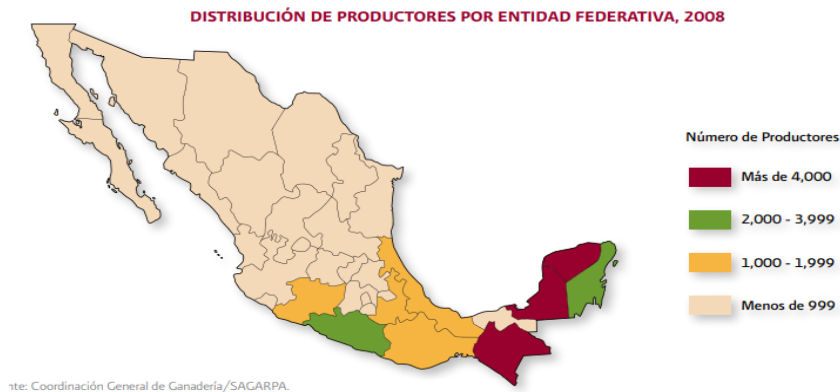 DISTRIBUCIÓN DE PRODUCTORES POR ENTIDAD FEDERATIVA, 2008
Número de Productores
Más de 4,000
2,000 - 3,999
1,000 - 1,999
Menos de 999
nte: Coordinación General de Ganadería/SAGARPA.